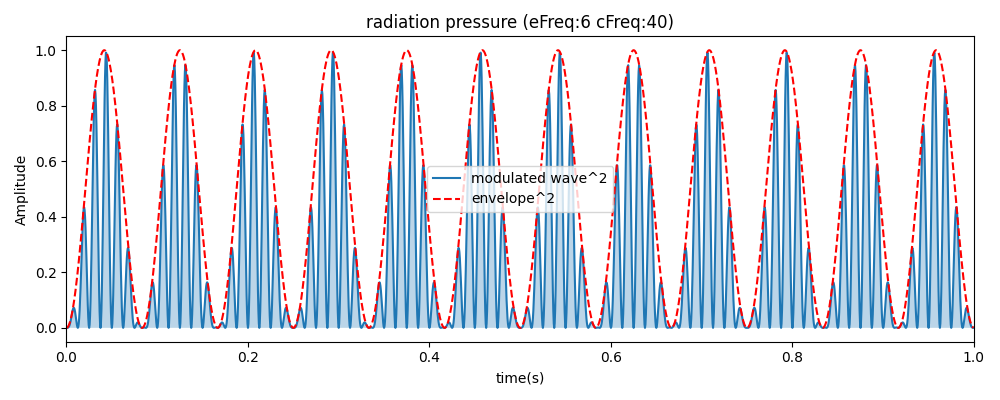 radiation pressure (eFreq:6 cFreq:40)
Amplitude
1.0
0.8
0.6
0.4
0.2
0.0
modulated wave^2
envelope^2
0.0 0.2 0.4 0.6 0.8 1.0
time(s)